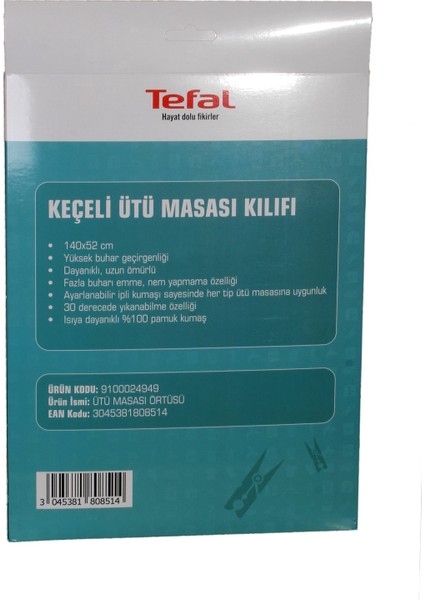 Tefal
Hayat dolu fikirler
KEÇELİ ÜTÜ MASASI KILIFI
• 140x52 cm
• Yüksek buhar geçirgenliği
• Dayanıklı, uzun ömürlü
• Fazla buharı emme, nem yapmama özelliği
• Ayarlanabilir ipli kumaşı sayesinde her tip ütü masasına uygunluk
• 30 derecede yıkanabilme özelliği
• Isıya dayanıklı %100 pamuk kumaş
ÜRÜN KODU: 9100024949
Ürün İsmi: ÜTÜ MASASI ÖRTÜSÜ
EAN Kodu: 3045381808514
3 045381 808514